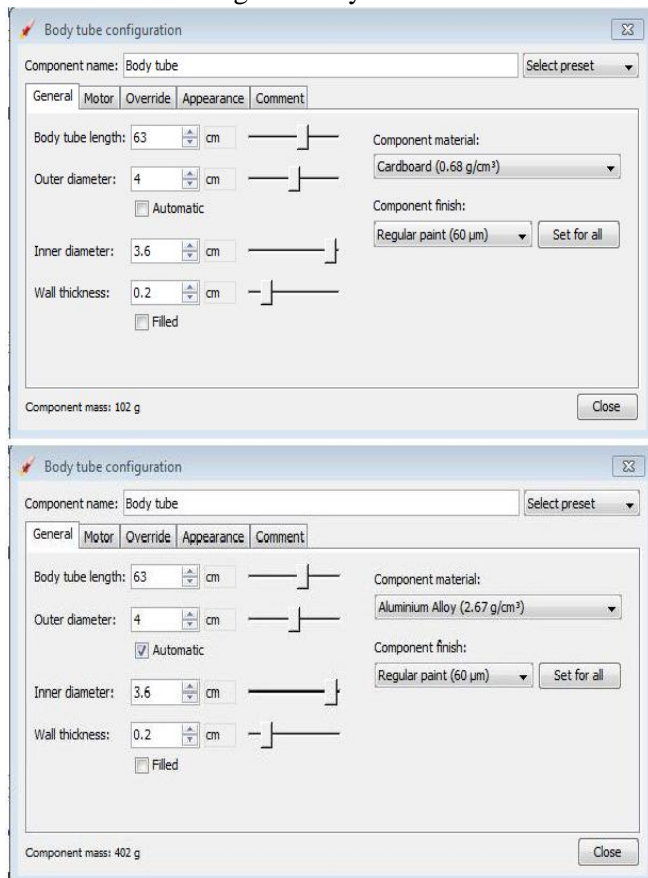 Body tube configuration
Component name: Body tube Select preset
General Motor Override Appearance Comment
Body tube length: 63 cm
Component material:
Outer diameter: 4 cm
Cardboard (0.68 g/cm³)
Automatic
Component finish:
Inner diameter: 3.6 cm
Regular paint (60 μm) Set for all
Wall thickness: 0.2 cm
Filled
Component mass: 102 g Close
Body tube configuration
Component name: Body tube Select preset
General Motor Override Appearance Comment
Body tube length: 63 cm
Component material:
Outer diameter: 4 cm
Aluminium Alloy (2.67 g/cm³)
Automatic
Component finish:
Inner diameter: 3.6 cm
Regular paint (60 μm) Set for all
Wall thickness: 0.2 cm
Filled
Component mass: 402 g Close